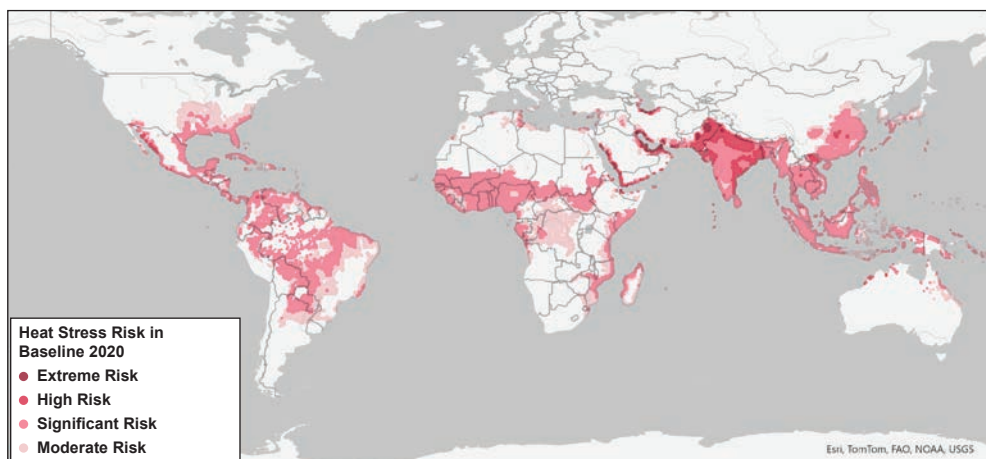 Heat Stress Risk in
Baseline 2020
Extreme Risk
High Risk
Significant Risk
Moderate Risk
Esri, TomTom, FAO, NOAA, USGS